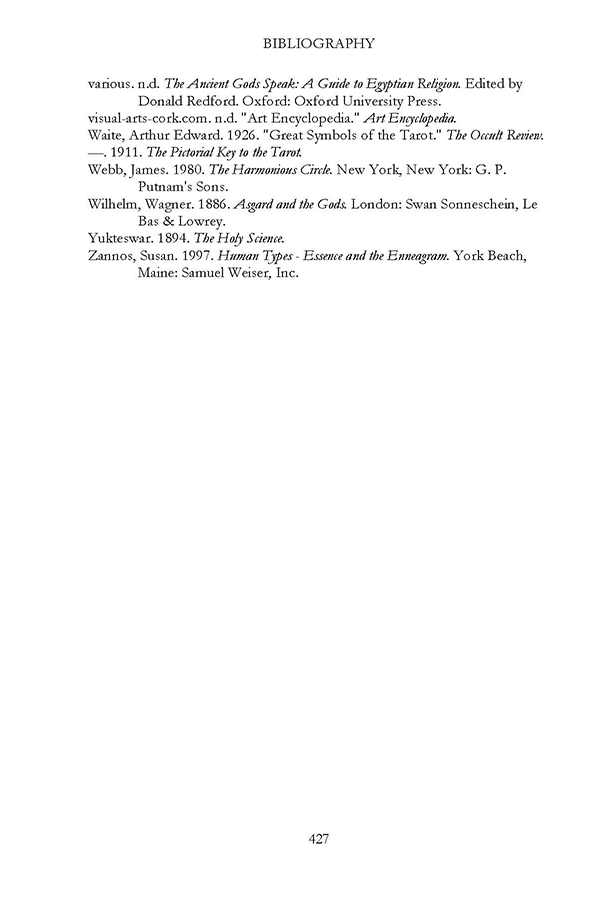 BIBLIOGRAPHY
various. n.d. The Ancient Gods Speak: A Guide to Egyptian Religion. Edited by
Donald Redford. Oxford: Oxford University Press.
visual-arts-cork.com. n.d. "Art Encyclopedia." Art Encyclopedia.
Waite, Arthur Edward. 1926. "Great Symbols of the Tarot." The Occult Review.
—. 1911. The Pictorial Key to the Tarot.
Webb, James. 1980. The Harmonious Circle. New York, New York: G. P.
Putnam's Sons.
Wilhelm, Wagner. 1886. Asgard and the Gods. London: Swan Sonneschein, Le
Bas & Lowrey.
Yukteswar. 1894. The Holy Science.
Zannos, Susan. 1997. Human Types - Essence and the Enneagram. York Beach,
Maine: Samuel Weiser, Inc.
427